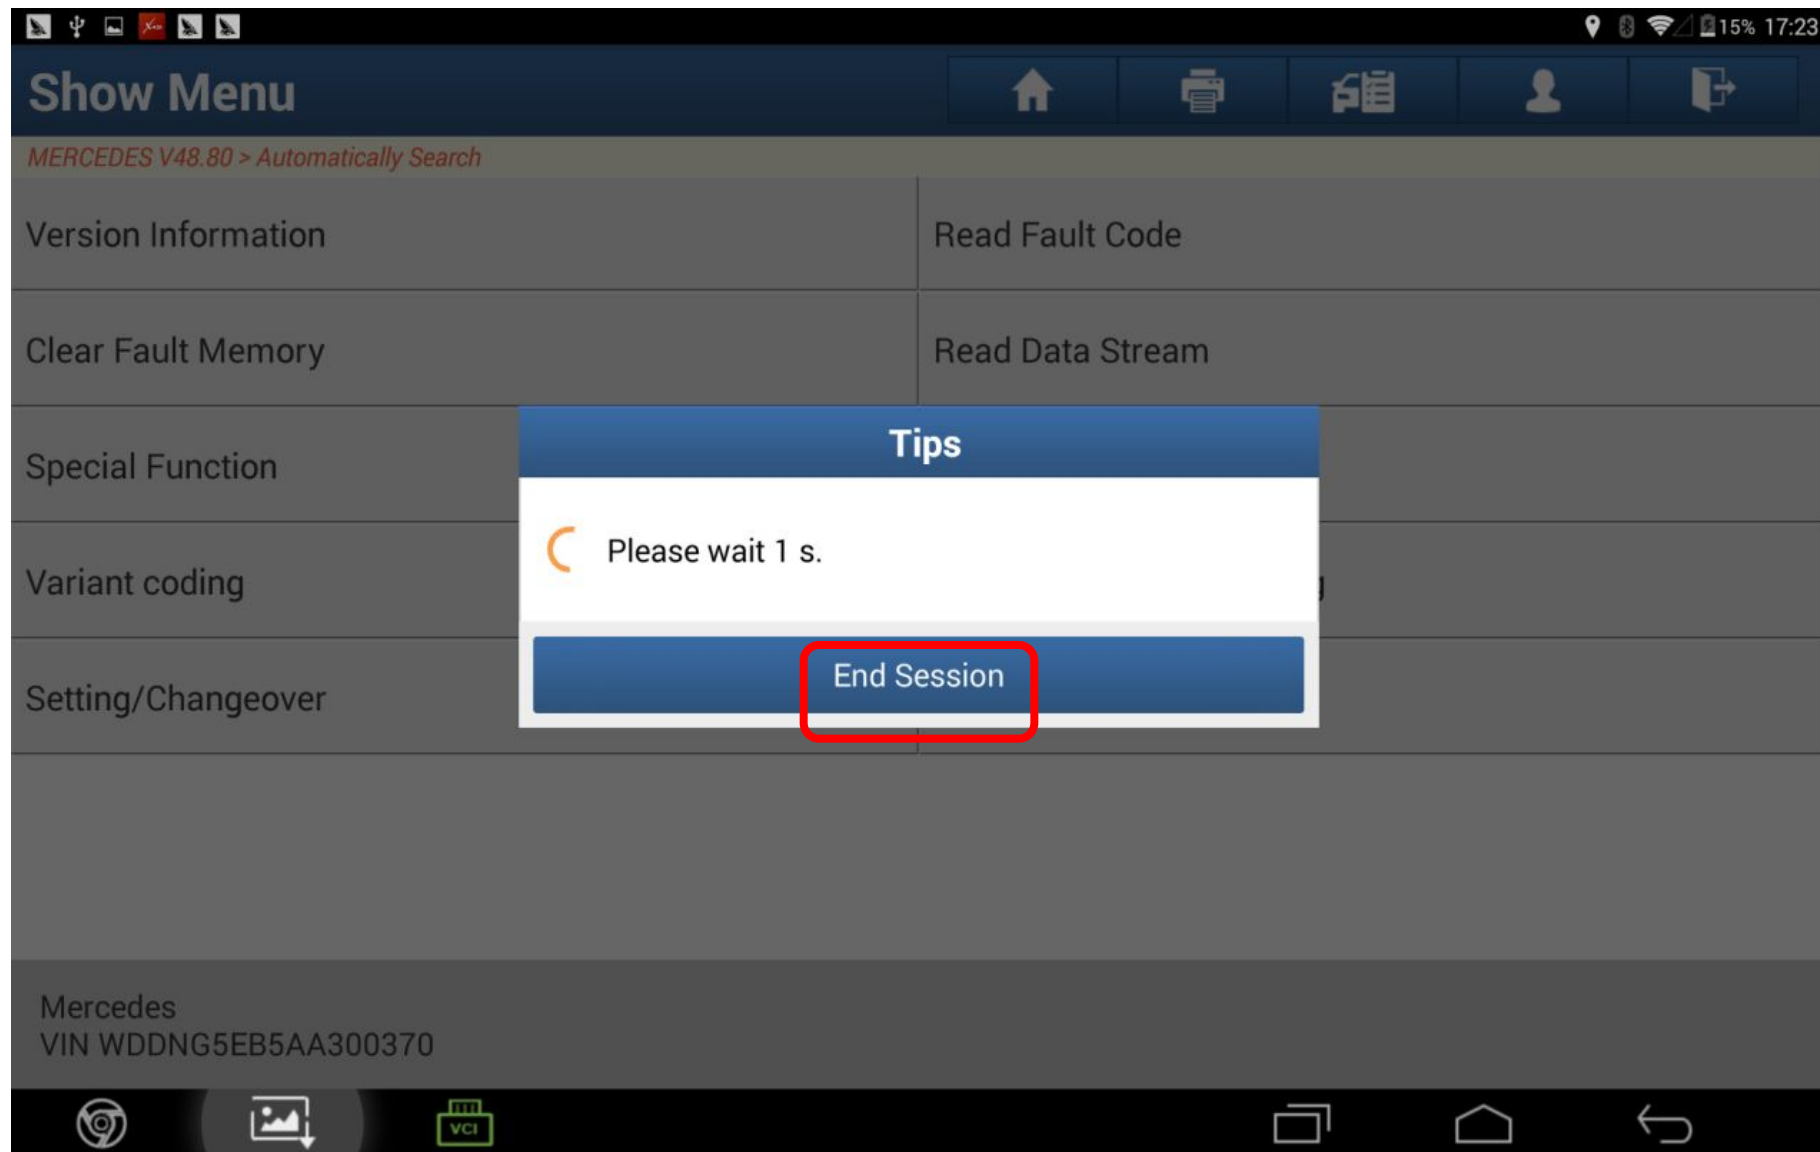 15% 17:23
Show Menu
MERCEDES V48.80 > Automatically Search
Version Information
Read Fault Code
Clear Fault Memory
Read Data Stream
Special Function
Variant coding
Setting/Changeover
Tips
Please wait 1 s.
End Session
Mercedes
VIN WDDNG5EB5AA300370
VCI